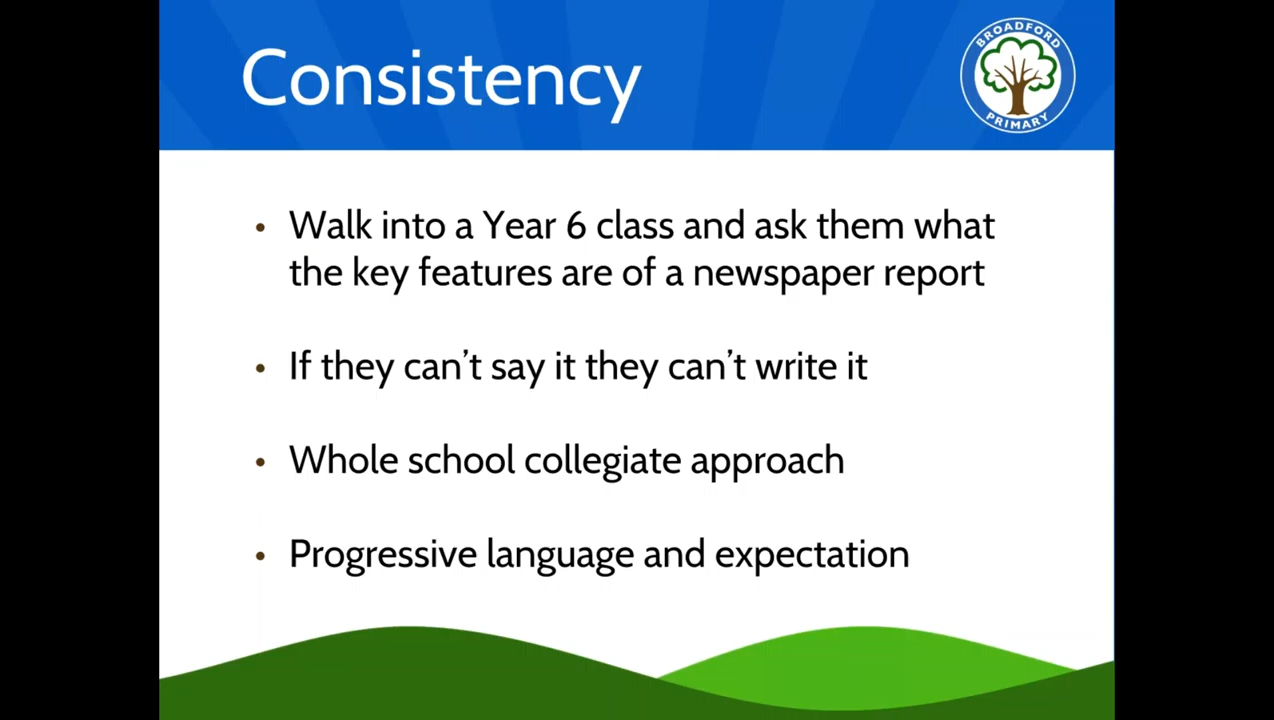 Consistency
BROADFORD
PRIMARY
• Walk into a Year 6 class and ask them what
the key features are of a newspaper report
• If they can’t say it they can’t write it
• Whole school collegiate approach
• Progressive language and expectation